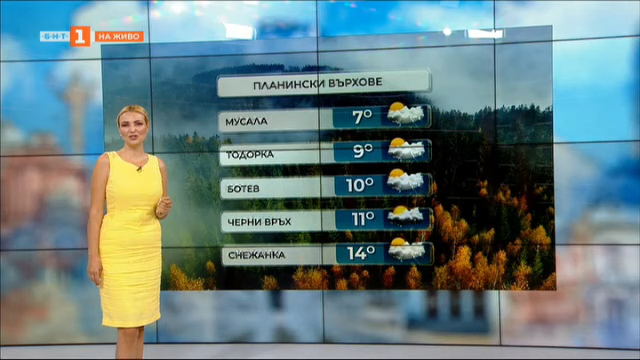 БНТ 1 НА ЖИВО
ПЛАНИНСКИ ВЪРХОВЕ
МУСАЛА 7°
ТОДОРКА 9°
БОТЕВ 10°
ЧЕРНИ ВРЪХ 11°
СНЕЖАНКА 14°